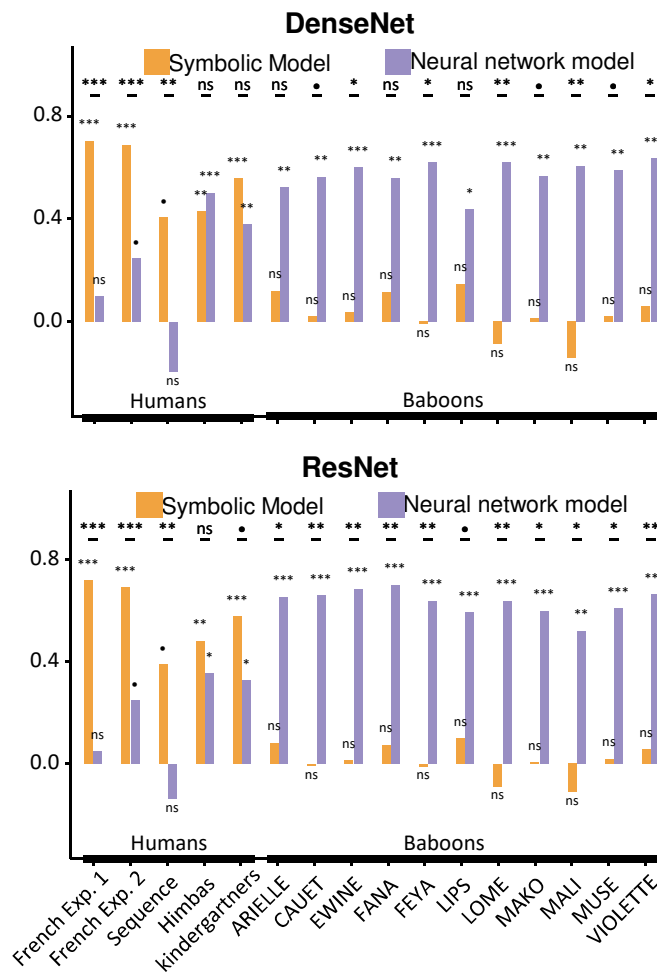 DenseNet
Symbolic Model Neural network model
*** *** ** ns ns ns • * ns * ns ** • ** • *
0.8
*** *** • ** *** *** ** ** ** *** ** *** * *** ** ** ** **
0.4
ns • ns ns ns ns ns ns ns ns ns ns ns ns
0.0
ns
Humans Baboons
ResNet
Symbolic Model Neural network model
*** *** ** ns • * ** ** ** ** • ** * * * **
0.8
*** *** • ** *** *** *** *** *** *** *** *** *** ** *** ***
0.4
ns • * * ns ns ns ns ns ns ns ns ns ns ns
0.0
ns ns
Humans Baboons
French Exp. 1
French Exp. 2
Sequence
Himbas
kindergartners
ARIELLE
CAUET
EWINE
FANA
FEYA
LIPS
LOME
MAKO
MALI
MUSE
VIOLETTE